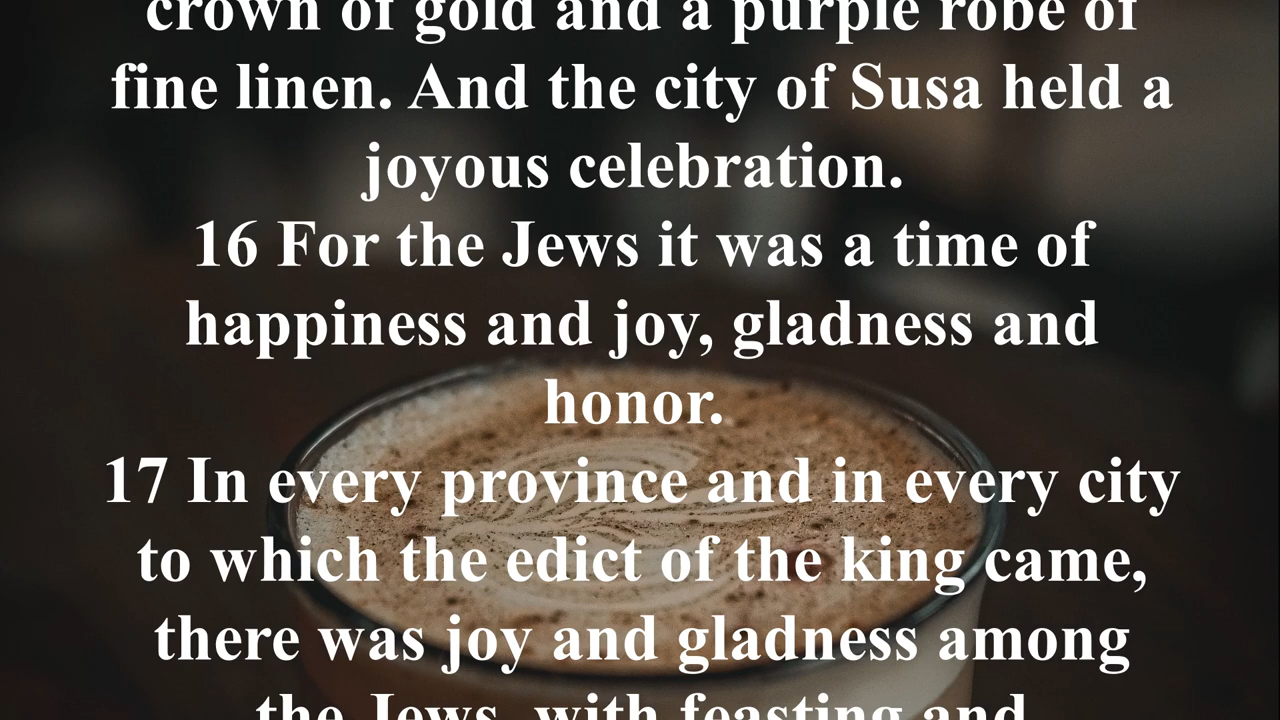 crown of gold and a purple robe of
fine linen. And the city of Susa held a
joyous celebration.
16 For the Jews it was a time of
happiness and joy, gladness and
honor.
17 In every province and in every city
to which the edict of the king came,
there was joy and gladness among
the Jews, with feasting and